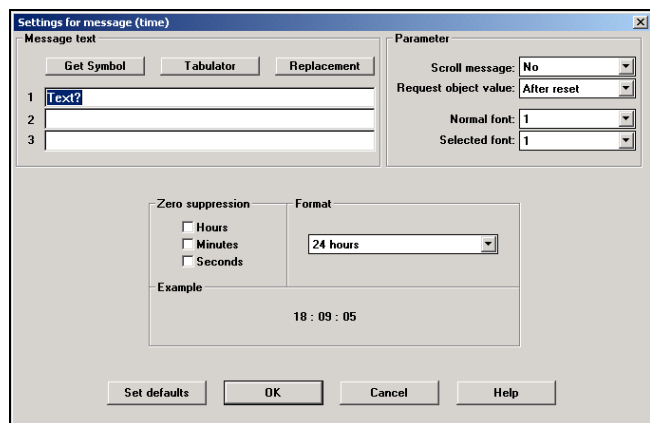 Settings for message (time)
Message text
Get Symbol Tabulator Replacement
1 Text?
2
3
Parameter
Scroll message: No
Request object value: After reset
Normal font: 1
Selected font: 1
Zero suppression
Hours
Minutes
Seconds
Format
24 hours
Example
18 : 09 : 05
Set defaults OK Cancel Help